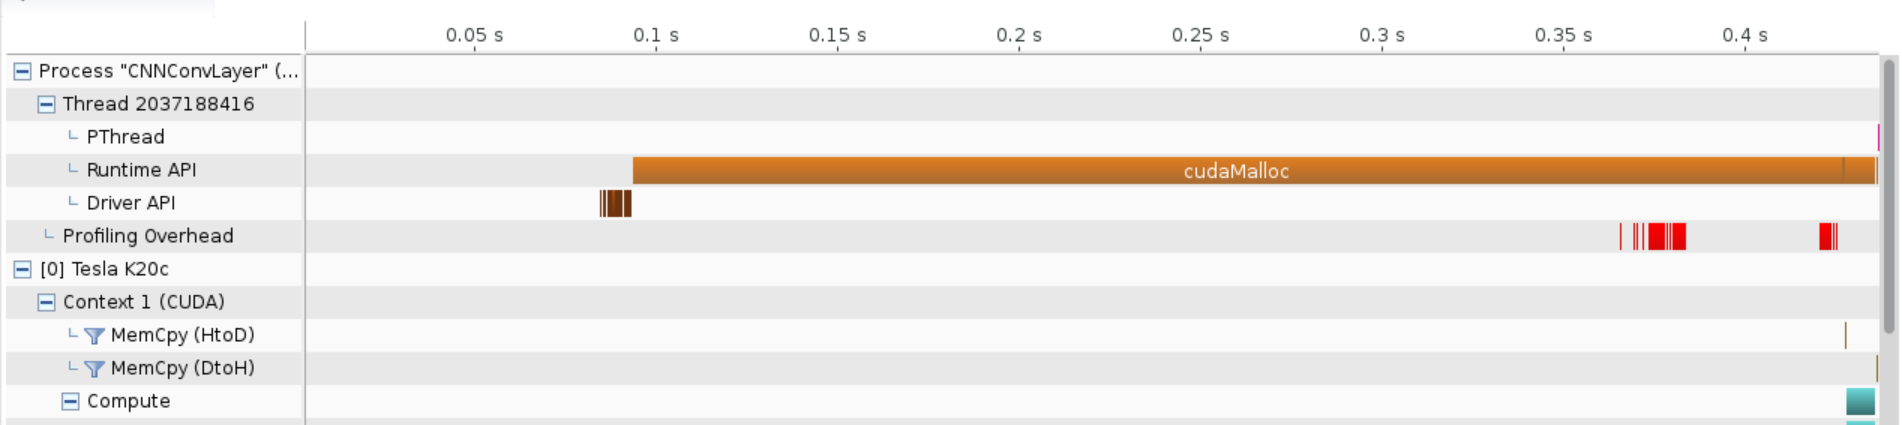 0.05 s 0.1 s 0.15 s 0.2 s 0.25 s 0.3 s 0.35 s 0.4 s
Process "CNNConvLayer" (...
Thread 2037188416
PThread
Runtime API cudaMalloc
Driver API
Profiling Overhead
[0] Tesla K20c
Context 1 (CUDA)
MemCpy (HtoD)
MemCpy (DtoH)
Compute